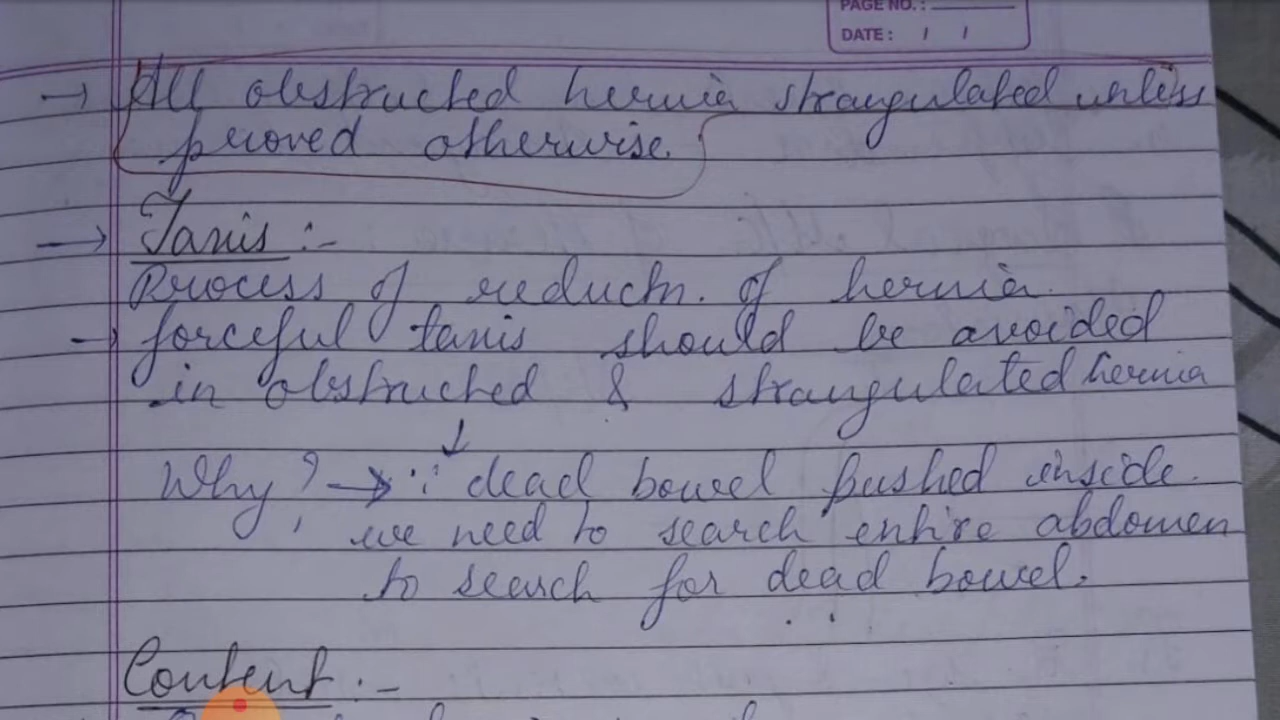 PAGE NO.:
DATE: / /
→ All obstructed hernia strangulated unless
proved otherwise.
→ Taxis :-
Process of reductn. of hernia.
→ forceful taxis should be avoided
in obstructed & strangulated hernia
↓
Why? → ∵ dead bowel pushed inside.
we need to search entire abdomen
to search for dead bowel.
Content :-